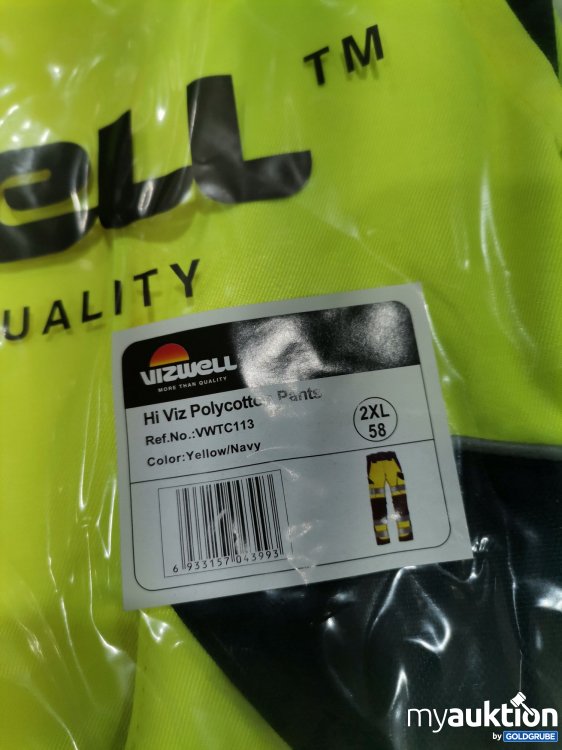 ell TM
UALITY
VIZWELL
MORE THAN QUALITY
Hi Viz Polycotton Pants
Ref.No.:VWTC113
Color:Yellow/Navy
2XL
58
6 933157 043993
myauktion
by GOLDGRUBE